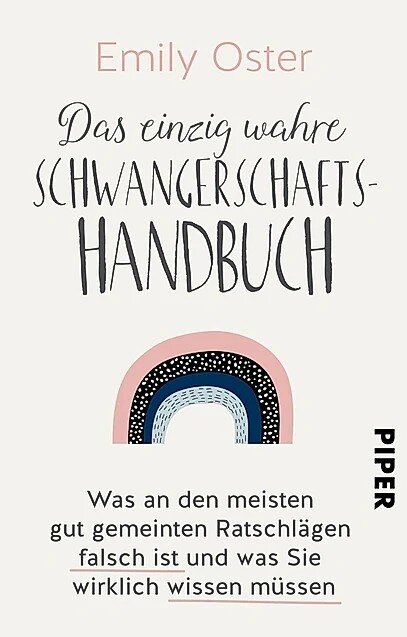 Emily Oster
Das einzig wahre
SCHWANGERSCHAFTS-
HANDBUCH
PIPER
Was an den meisten
gut gemeinten Ratschlägen
falsch ist und was Sie
wirklich wissen müssen